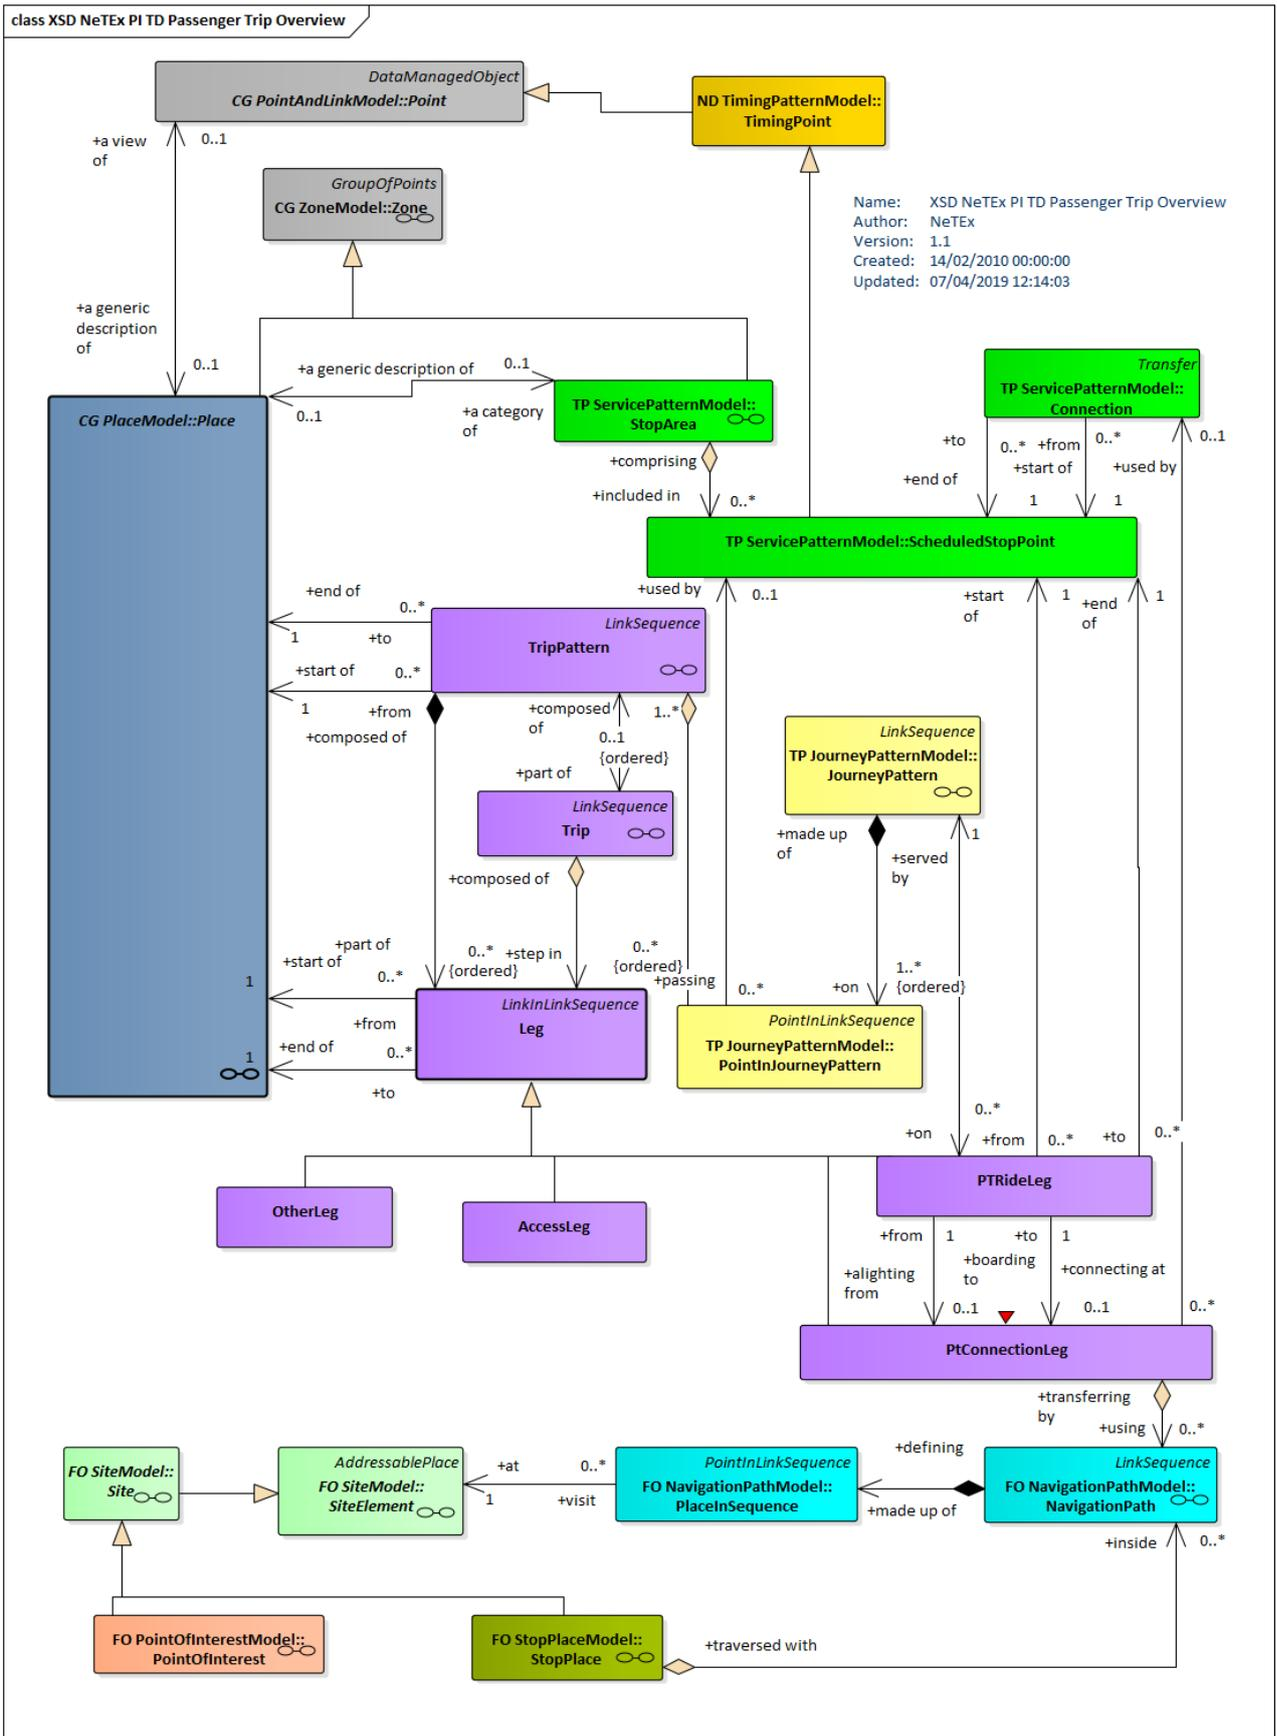 class XSD NeTEx PI TD Passenger Trip Overview
DataManagedObject
CG PointAndLinkModel::Point
ND TimingPatternModel::
TimingPoint
+a view
of
0..1
GroupOfPoints
CG ZoneModel::Zone
Name: XSD NeTEx PI TD Passenger Trip Overview
Author: NeTEx
Version: 1.1
Created: 14/02/2010 00:00:00
Updated: 07/04/2019 12:14:03
+a generic
description
of
0..1
+a generic description of
0..1
0..1
+a category
of
CG PlaceModel::Place
TP ServicePatternModel::
StopArea
Transfer
TP ServicePatternModel::
Connection
+to
0..*
+from
0..*
0..1
+comprising
+start of
+used by
+end of
+included in
0..*
1
1
TP ServicePatternModel::ScheduledStopPoint
+end of
0..*
+used by
0..1
+start
of
1
+end
of
1
1
+to
LinkSequence
TripPattern
+start of
0..*
1
+from
+composed of
+composed
of
1..*
0..1
{ordered}
+part of
LinkSequence
TP JourneyPatternModel::
JourneyPattern
LinkSequence
Trip
+made up
of
1
+served
by
+composed of
+part of
+start of
0..*
0..*
{ordered}
+step in
0..*
{ordered}
+passing
1..*
{ordered}
+on
0..*
1
LinkInLinkSequence
Leg
+from
+end of
0..*
1
+to
PointInLinkSequence
TP JourneyPatternModel::
PointInJourneyPattern
0..*
+on
+from
0..*
+to
0..*
PTRideLeg
OtherLeg
AccessLeg
+from
1
+to
1
+boarding
to
+alighting
from
+connecting at
0..1
0..1
0..*
PtConnectionLeg
+transferring
by
+using
0..*
FO SiteModel::
Site
AddressablePlace
FO SiteModel::
SiteElement
+at
0..*
1
+visit
PointInLinkSequence
FO NavigationPathModel::
PlaceInSequence
+defining
+made up of
LinkSequence
FO NavigationPathModel::
NavigationPath
+inside
0..*
FO PointOfInterestModel::
PointOfInterest
FO StopPlaceModel::
StopPlace
+traversed with